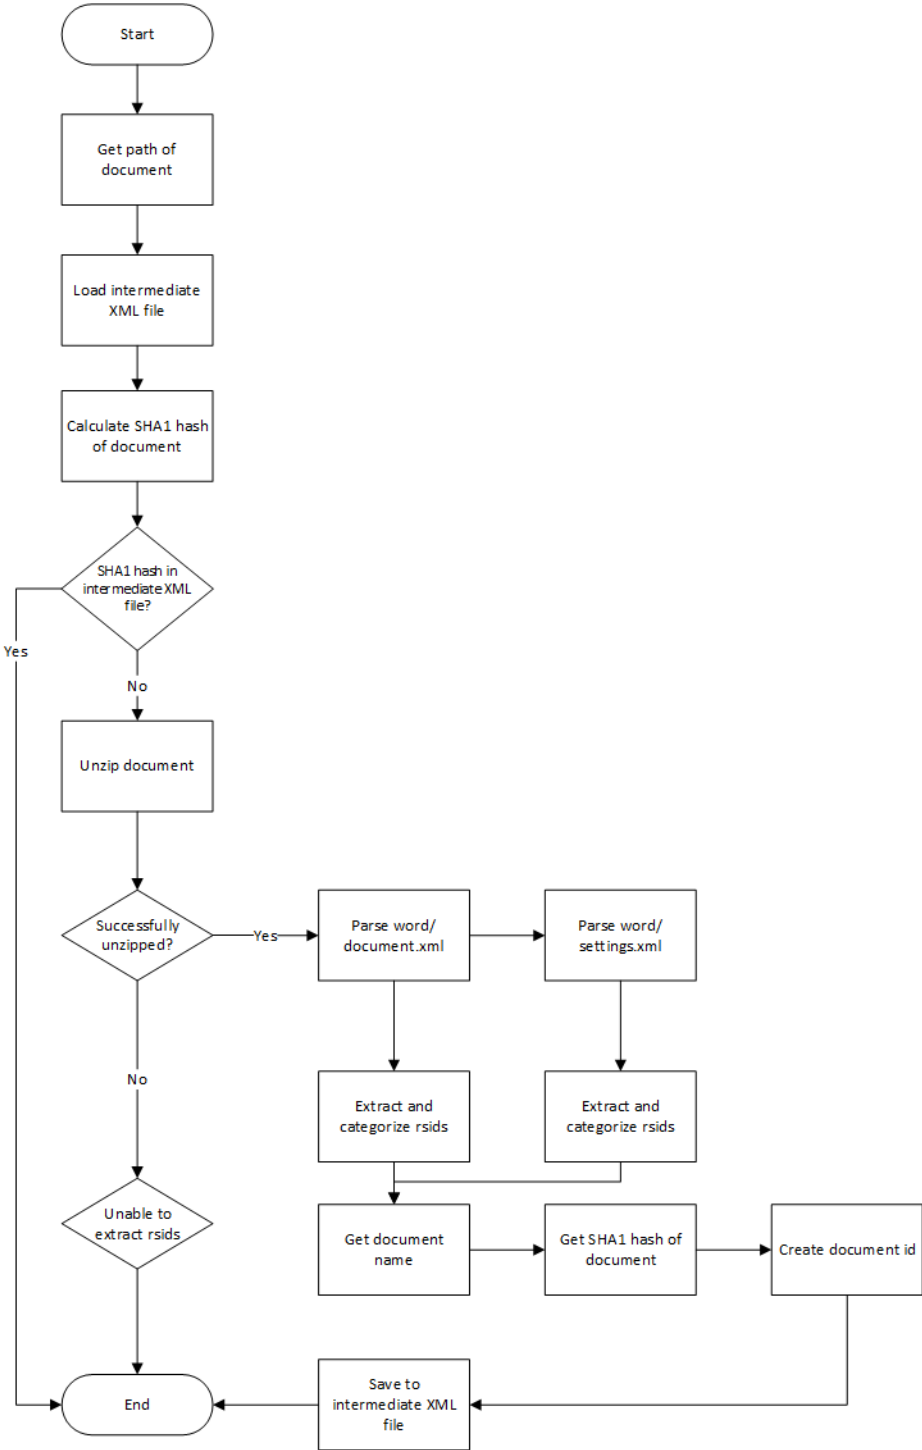 Start
Get path of
document
Load intermediate
XML file
Calculate SHA1 hash
of document
SHA1 hash in
intermediate XML
file?
Yes
No
Unzip document
Successfully
unzipped?
Yes
Parse word/
document.xml
Parse word/
settings.xml
No
Extract and
categorize rsids
Extract and
categorize rsids
Unable to
extract rsids
Get document
name
Get SHA1 hash of
document
Create document id
End
Save to
intermediate XML
file